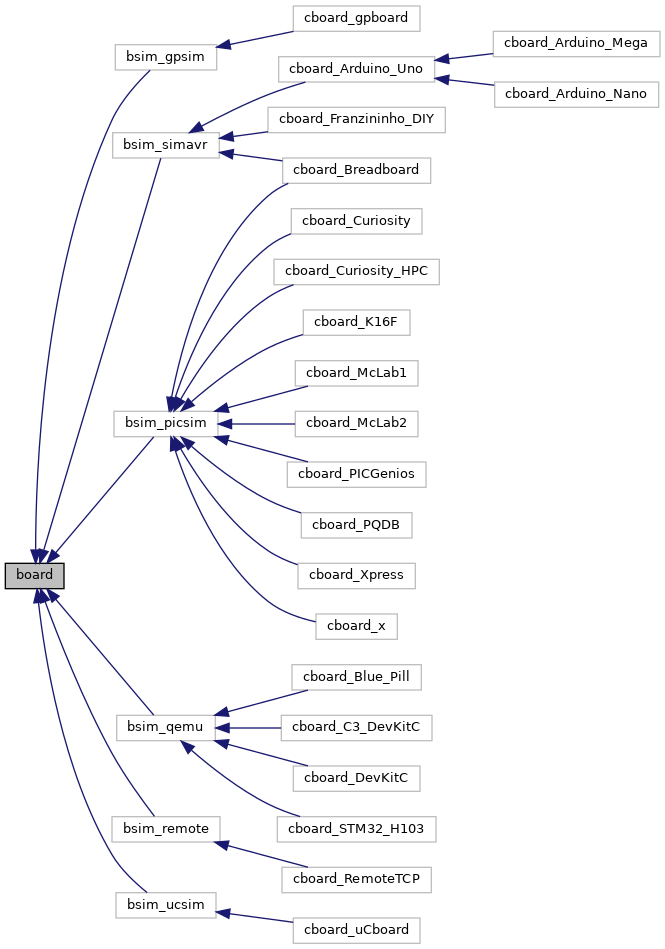 cboard_gpboard
bsim_gpsim
cboard_Arduino_Mega
cboard_Arduino_Uno
cboard_Arduino_Nano
cboard_Franzininho_DIY
bsim_simavr
cboard_Breadboard
cboard_Curiosity
cboard_Curiosity_HPC
cboard_K16F
cboard_McLab1
bsim_picsim
cboard_McLab2
cboard_PICGenios
cboard_PQDB
board
cboard_Xpress
cboard_x
cboard_Blue_Pill
bsim_qemu
cboard_C3_DevKitC
cboard_DevKitC
bsim_remote
cboard_STM32_H103
cboard_RemoteTCP
bsim_ucsim
cboard_uCboard